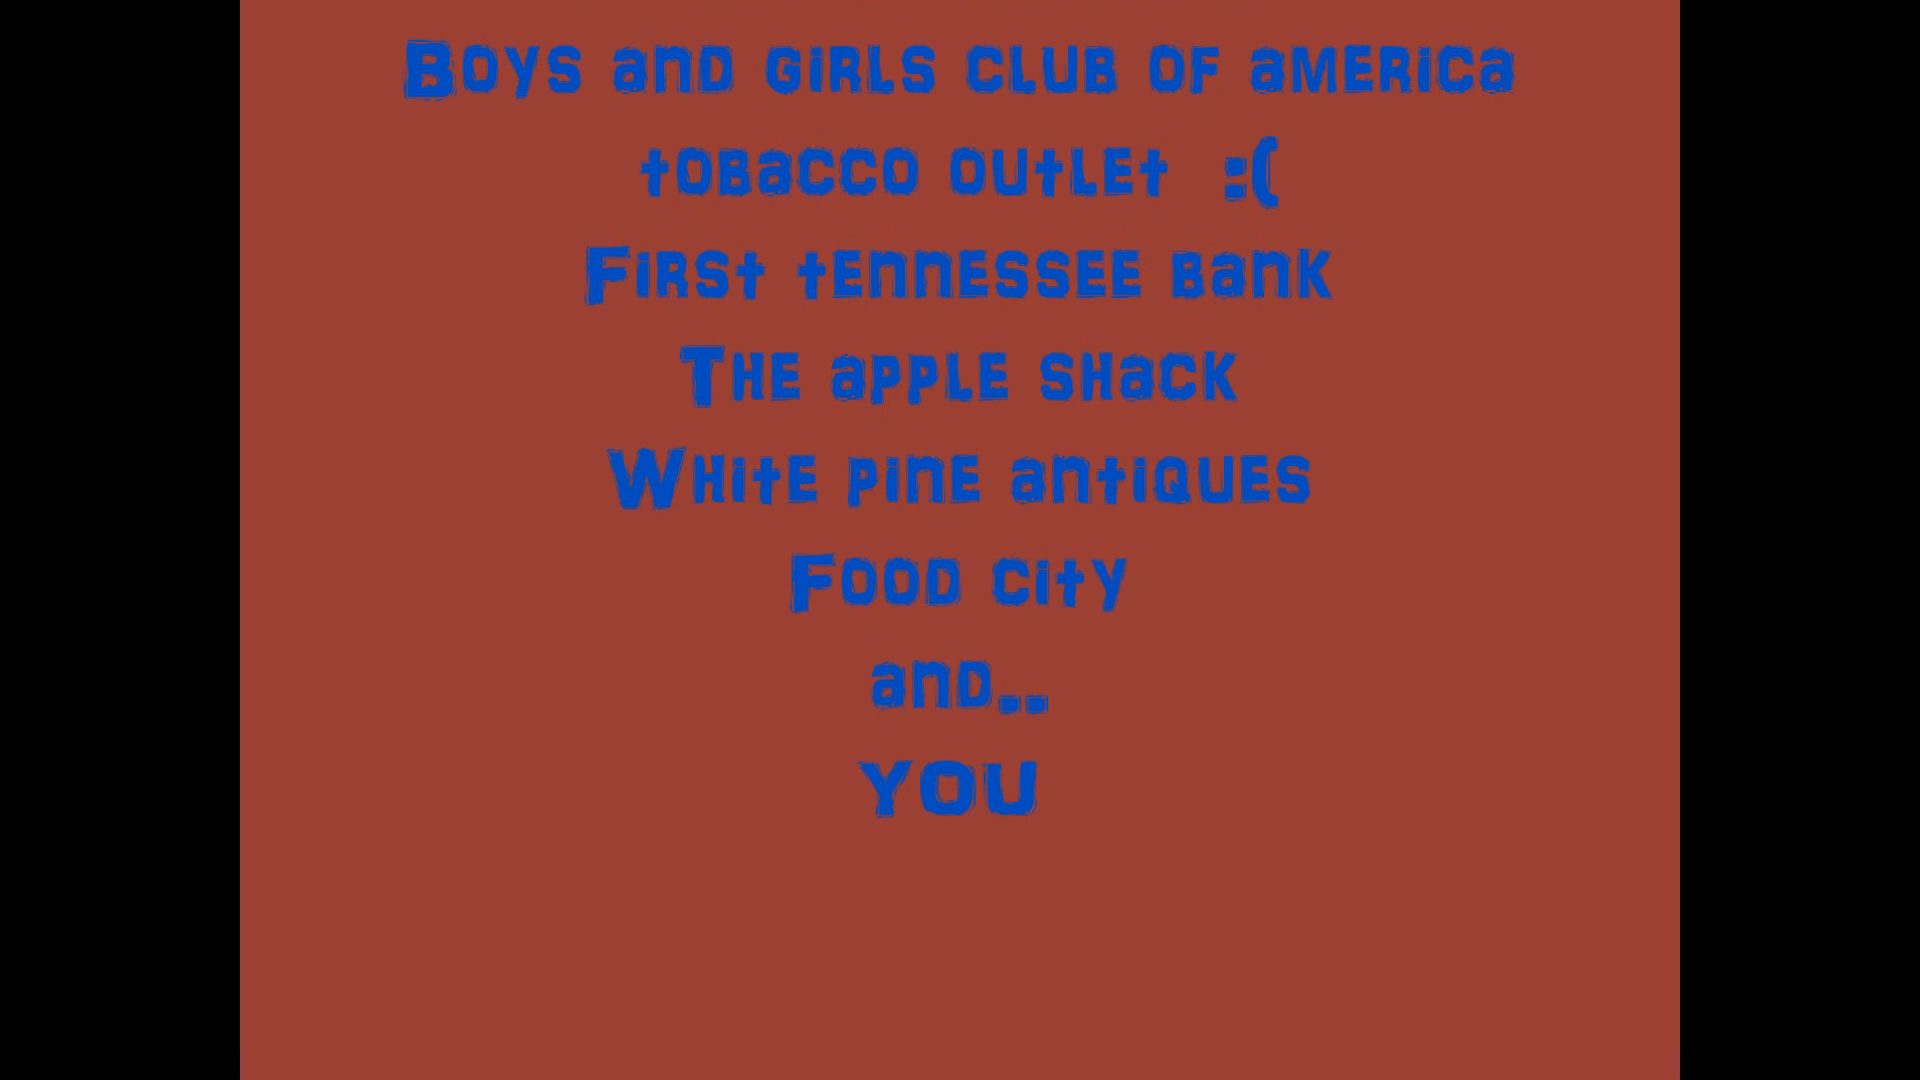 Boys and girls club of america
tobacco outlet :(
First tennessee bank
The apple shack
White pine antiques
Food city
and..
YOU